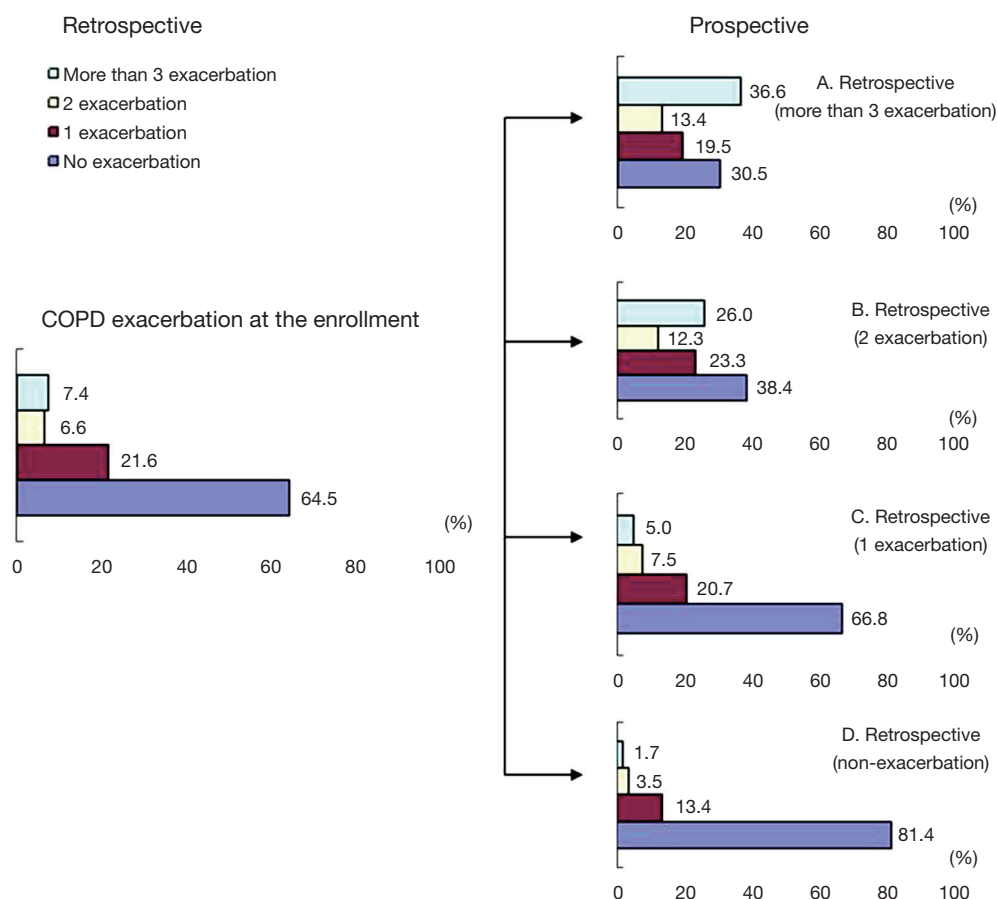 Retrospective
More than 3 exacerbation
2 exacerbation
1 exacerbation
No exacerbation
COPD exacerbation at the enrollment
7.4
6.6
21.6
64.5
(%)
0 20 40 60 80 100
Prospective
A. Retrospective
(more than 3 exacerbation)
36.6
13.4
19.5
30.5
(%)
0 20 40 60 80 100
B. Retrospective
(2 exacerbation)
26.0
12.3
23.3
38.4
(%)
0 20 40 60 80 100
C. Retrospective
(1 exacerbation)
5.0
7.5
20.7
66.8
(%)
0 20 40 60 80 100
D. Retrospective
(non-exacerbation)
1.7
3.5
13.4
81.4
(%)
0 20 40 60 80 100